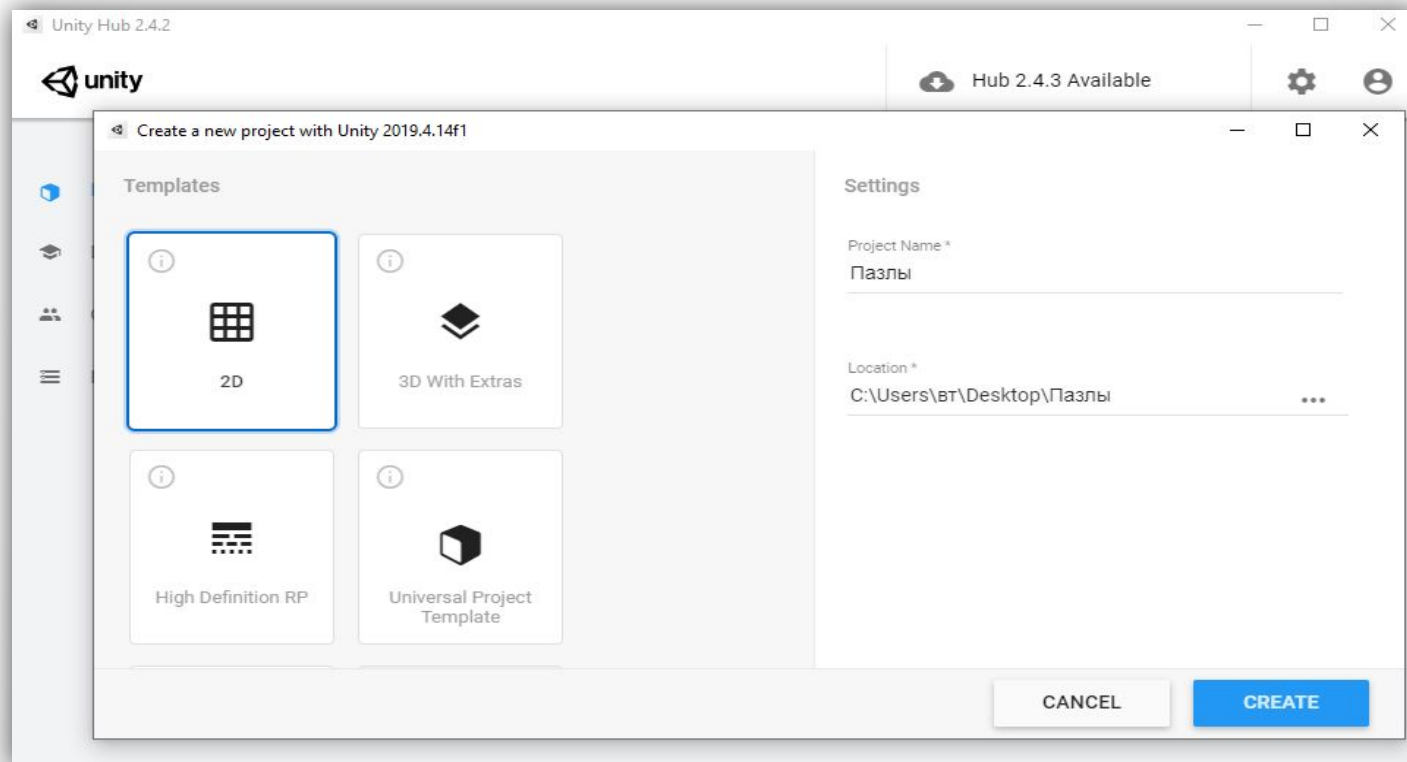 Unity Hub 2.4.2
unity
Hub 2.4.3 Available
Create a new project with Unity 2019.4.14f1
Templates
2D
3D With Extras
High Definition RP
Universal Project
Template
Settings
Project Name *
Пазлы
Location *
C:\Users\вт\Desktop\Пазлы
CANCEL
CREATE